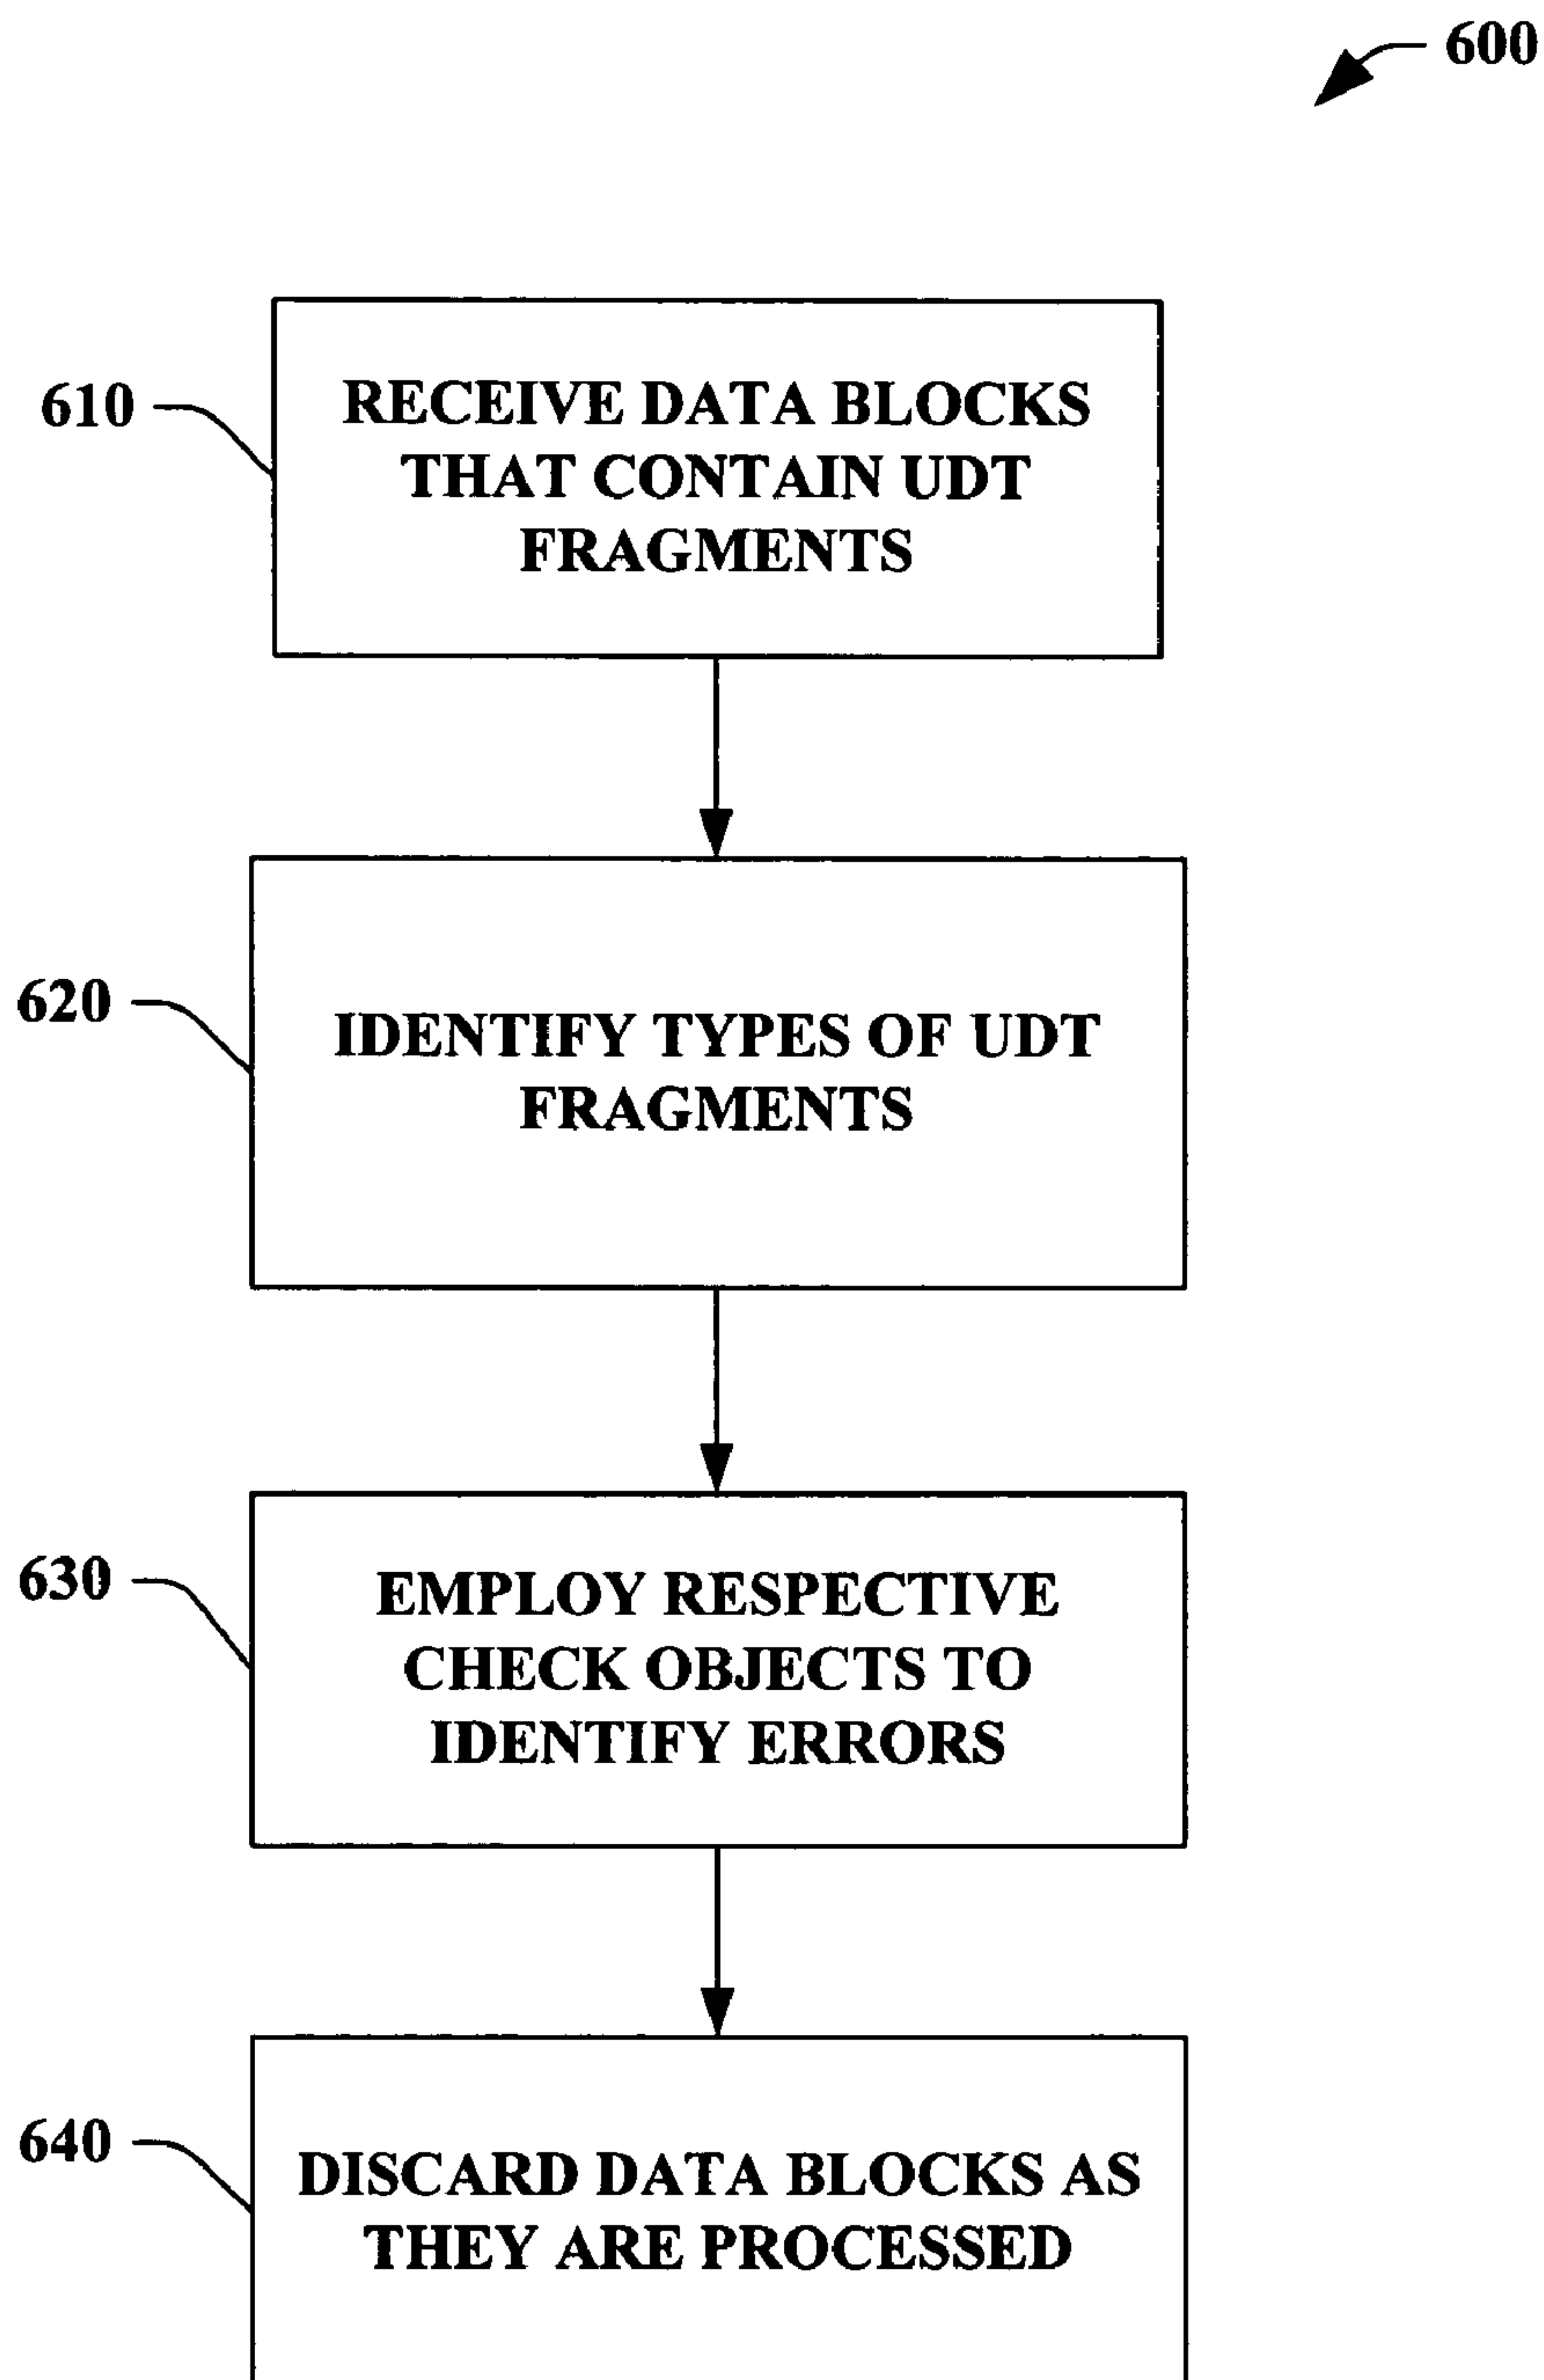 600
610
RECEIVE DATA BLOCKS
THAT CONTAIN UDT
FRAGMENTS
620
IDENTIFY TYPES OF UDT
FRAGMENTS
630
EMPLOY RESPECTIVE
CHECK OBJECTS TO
IDENTIFY ERRORS
640
DISCARD DATA BLOCKS AS
THEY ARE PROCESSED